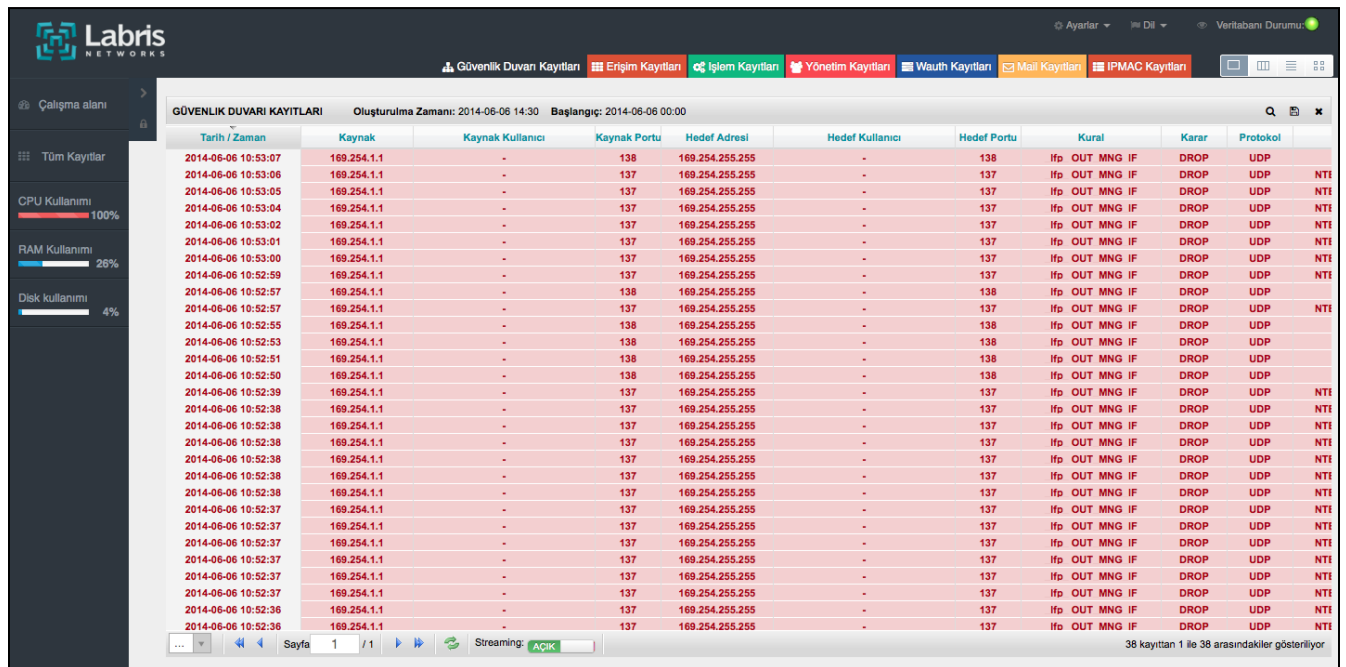 Labris
NETWORKS
Ayarlar Dil Veritabanı Durumu:
Güvenlik Duvarı Kayıtları Erişim Kayıtları İşlem Kayıtları Yönetim Kayıtları Wauth Kayıtları Mail Kayıtları IPMAC Kayıtları
Çalışma alanı
Tüm Kayıtlar
CPU Kullanımı
100%
RAM Kullanımı
26%
Disk kullanımı
4%
GÜVENLIK DUVARI KAYITLARI Oluşturulma Zamanı: 2014-06-06 14:30 Başlangıç: 2014-06-06 00:00
Tarih / Zaman Kaynak Kaynak Kullanıcı Kaynak Portu Hedef Adresi Hedef Kullanıcı Hedef Portu Kural Karar Protokol
2014-06-06 10:53:07 169.254.1.1 - 138 169.254.255.255 - 138 lfp OUT MNG IF DROP UDP
2014-06-06 10:53:06 169.254.1.1 - 137 169.254.255.255 - 137 lfp OUT MNG IF DROP UDP NTE
2014-06-06 10:53:05 169.254.1.1 - 137 169.254.255.255 - 137 lfp OUT MNG IF DROP UDP NTE
2014-06-06 10:53:04 169.254.1.1 - 137 169.254.255.255 - 137 lfp OUT MNG IF DROP UDP NTE
2014-06-06 10:53:02 169.254.1.1 - 137 169.254.255.255 - 137 lfp OUT MNG IF DROP UDP NTE
2014-06-06 10:53:01 169.254.1.1 - 137 169.254.255.255 - 137 lfp OUT MNG IF DROP UDP NTE
2014-06-06 10:53:00 169.254.1.1 - 137 169.254.255.255 - 137 lfp OUT MNG IF DROP UDP NTE
2014-06-06 10:52:59 169.254.1.1 - 137 169.254.255.255 - 137 lfp OUT MNG IF DROP UDP NTE
2014-06-06 10:52:57 169.254.1.1 - 138 169.254.255.255 - 138 lfp OUT MNG IF DROP UDP
2014-06-06 10:52:57 169.254.1.1 - 137 169.254.255.255 - 137 lfp OUT MNG IF DROP UDP NTE
2014-06-06 10:52:55 169.254.1.1 - 138 169.254.255.255 - 138 lfp OUT MNG IF DROP UDP
2014-06-06 10:52:53 169.254.1.1 - 138 169.254.255.255 - 138 lfp OUT MNG IF DROP UDP
2014-06-06 10:52:51 169.254.1.1 - 138 169.254.255.255 - 138 lfp OUT MNG IF DROP UDP
2014-06-06 10:52:50 169.254.1.1 - 138 169.254.255.255 - 138 lfp OUT MNG IF DROP UDP
2014-06-06 10:52:39 169.254.1.1 - 137 169.254.255.255 - 137 lfp OUT MNG IF DROP UDP NTE
2014-06-06 10:52:38 169.254.1.1 - 137 169.254.255.255 - 137 lfp OUT MNG IF DROP UDP NTE
2014-06-06 10:52:38 169.254.1.1 - 137 169.254.255.255 - 137 lfp OUT MNG IF DROP UDP NTE
2014-06-06 10:52:38 169.254.1.1 - 137 169.254.255.255 - 137 lfp OUT MNG IF DROP UDP NTE
2014-06-06 10:52:38 169.254.1.1 - 137 169.254.255.255 - 137 lfp OUT MNG IF DROP UDP NTE
2014-06-06 10:52:38 169.254.1.1 - 137 169.254.255.255 - 137 lfp OUT MNG IF DROP UDP NTE
2014-06-06 10:52:38 169.254.1.1 - 137 169.254.255.255 - 137 lfp OUT MNG IF DROP UDP NTE
2014-06-06 10:52:37 169.254.1.1 - 137 169.254.255.255 - 137 lfp OUT MNG IF DROP UDP NTE
2014-06-06 10:52:37 169.254.1.1 - 137 169.254.255.255 - 137 lfp OUT MNG IF DROP UDP NTE
2014-06-06 10:52:37 169.254.1.1 - 137 169.254.255.255 - 137 lfp OUT MNG IF DROP UDP NTE
2014-06-06 10:52:37 169.254.1.1 - 137 169.254.255.255 - 137 lfp OUT MNG IF DROP UDP NTE
2014-06-06 10:52:37 169.254.1.1 - 137 169.254.255.255 - 137 lfp OUT MNG IF DROP UDP NTE
2014-06-06 10:52:37 169.254.1.1 - 137 169.254.255.255 - 137 lfp OUT MNG IF DROP UDP NTE
2014-06-06 10:52:36 169.254.1.1 - 137 169.254.255.255 - 137 lfp OUT MNG IF DROP UDP NTE
2014-06-06 10:52:36 169.254.1.1 - 137 169.254.255.255 - 137 lfp OUT MNG IF DROP UDP NTE
... Sayfa 1 / 1 Streaming: AÇIK 38 kayıttan 1 ile 38 arasındakiler gösteriliyor